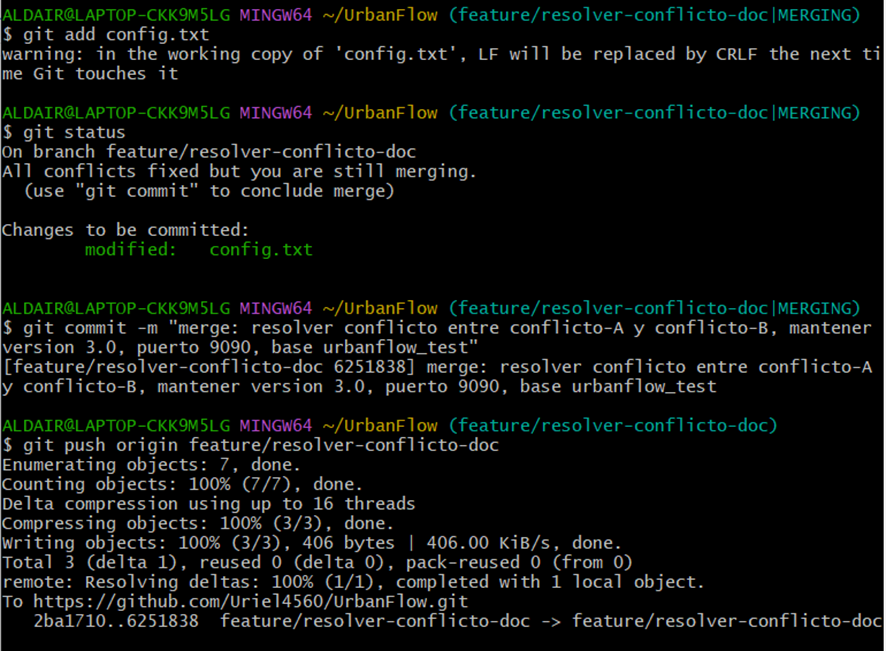 ALDAIR@LAPTOP-CKK9M5LG MINGW64 ~/UrbanFlow (feature/resolver-conflicto-doc|MERGING)
$ git add config.txt
warning: in the working copy of 'config.txt', LF will be replaced by CRLF the next ti
me Git touches it
ALDAIR@LAPTOP-CKK9M5LG MINGW64 ~/UrbanFlow (feature/resolver-conflicto-doc|MERGING)
$ git status
On branch feature/resolver-conflicto-doc
All conflicts fixed but you are still merging.
  (use "git commit" to conclude merge)
Changes to be committed:
        modified:   config.txt
ALDAIR@LAPTOP-CKK9M5LG MINGW64 ~/UrbanFlow (feature/resolver-conflicto-doc|MERGING)
$ git commit -m "merge: resolver conflicto entre conflicto-A y conflicto-B, mantener
version 3.0, puerto 9090, base urbanflow_test"
[feature/resolver-conflicto-doc 6251838] merge: resolver conflicto entre conflicto-A
y conflicto-B, mantener version 3.0, puerto 9090, base urbanflow_test
ALDAIR@LAPTOP-CKK9M5LG MINGW64 ~/UrbanFlow (feature/resolver-conflicto-doc)
$ git push origin feature/resolver-conflicto-doc
Enumerating objects: 7, done.
Counting objects: 100% (7/7), done.
Delta compression using up to 16 threads
Compressing objects: 100% (3/3), done.
Writing objects: 100% (3/3), 406 bytes | 406.00 KiB/s, done.
Total 3 (delta 1), reused 0 (delta 0), pack-reused 0 (from 0)
remote: Resolving deltas: 100% (1/1), completed with 1 local object.
To https://github.com/Uriel4560/UrbanFlow.git
   2ba1710..6251838  feature/resolver-conflicto-doc -> feature/resolver-conflicto-doc